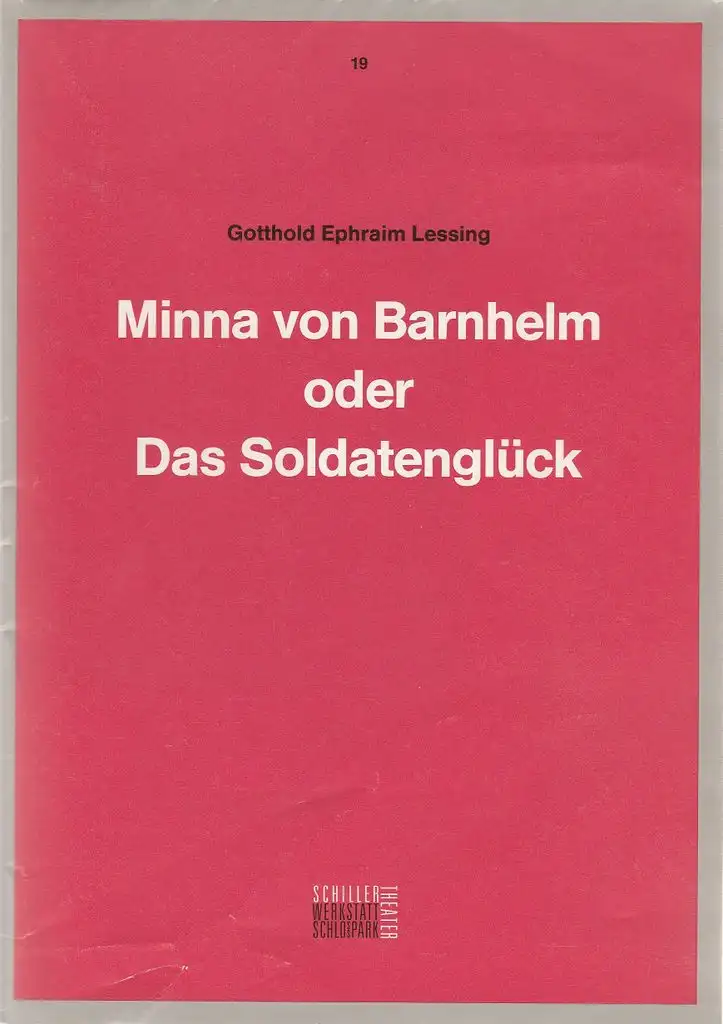 19
Gotthold Ephraim Lessing
Minna von Barnhelm
oder
Das Soldatenglück
SCHILLER
WERKSTATT
SCHLOSSPARK
THEATER